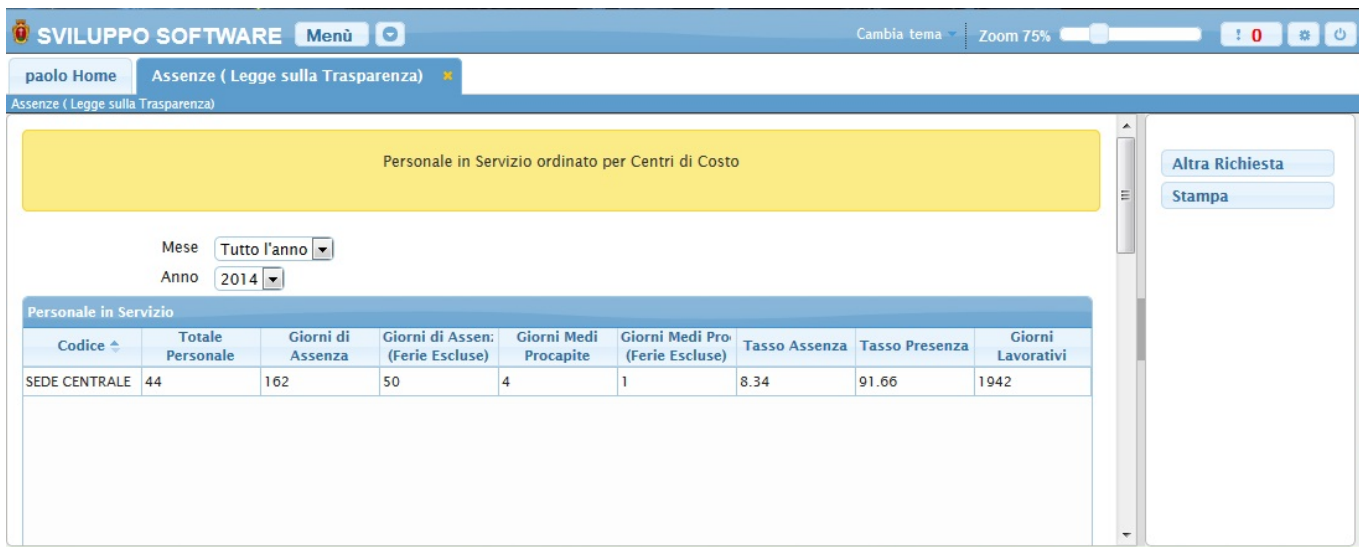 SVILUPPO SOFTWARE Menù Cambia tema Zoom 75% ! 0
paolo Home Assenze ( Legge sulla Trasparenza) ×
Assenze ( Legge sulla Trasparenza)
Personale in Servizio ordinato per Centri di Costo
Altra Richiesta
Stampa
Mese Tutto l'anno
Anno 2014
Personale in Servizio
Codice Totale Personale Giorni di Assenza Giorni di Assen: (Ferie Escluse) Giorni Medi Procapite Giorni Medi Pro (Ferie Escluse) Tasso Assenza Tasso Presenza Giorni Lavorativi
SEDE CENTRALE 44 162 50 4 1 8.34 91.66 1942